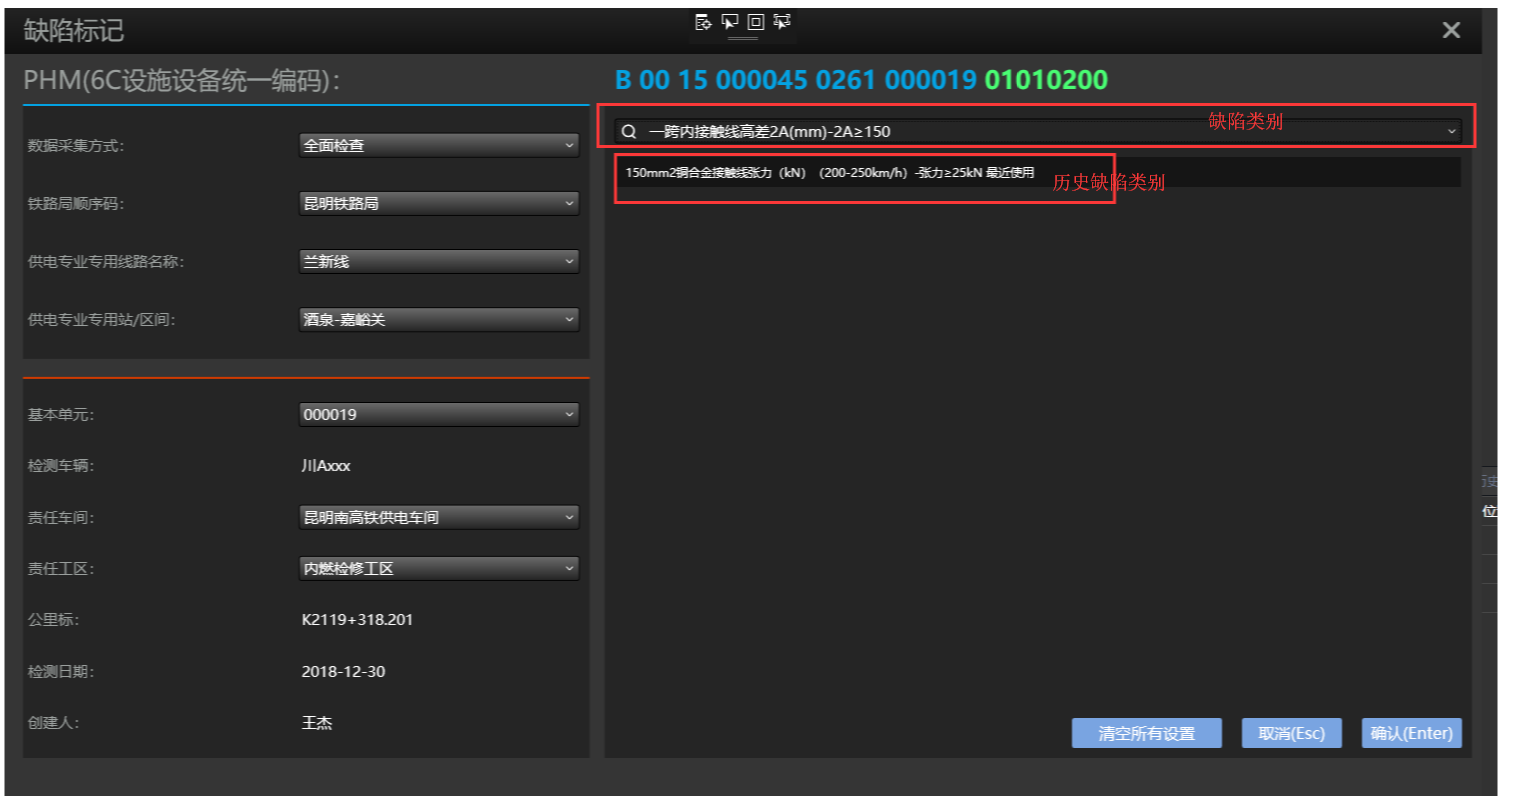 缺陷标记
PHM(6C设施设备统一编码):
B 00 15 000045 0261 000019 01010200
数据采集方式:
全面检查
铁路局顺序码:
昆明铁路局
供电专业专用线路名称:
兰新线
供电专业专用站/区间:
酒泉-嘉峪关
一跨内接触线高差2A(mm)-2A≥150
缺陷类别
150mm2铜合金接触线张力（kN）（200-250km/h）-张力≥25kN 最近使用
历史缺陷类别
基本单元:
000019
检测车辆:
川Axxx
责任车间:
昆明南高铁供电车间
责任工区:
内燃检修工区
公里标:
K2119+318.201
检测日期:
2018-12-30
创建人:
王杰
清空所有设置
取消(Esc)
确认(Enter)
历史
位